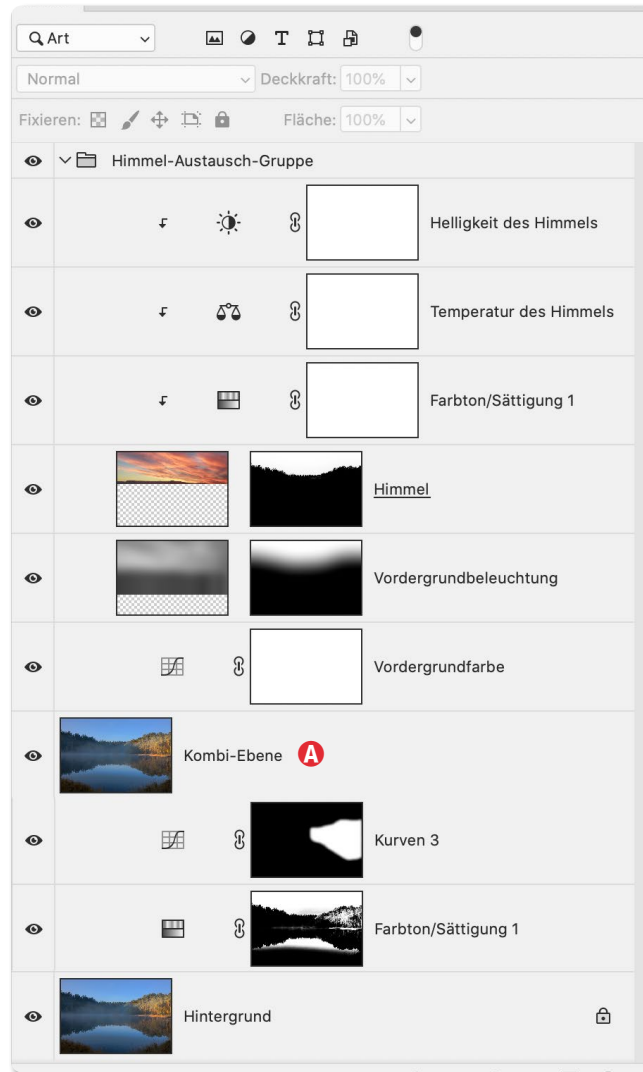 Art
T
Normal
Deckkraft: 100%
Fixieren:
Fläche: 100%
Himmel-Austausch-Gruppe
Helligkeit des Himmels
Temperatur des Himmels
Farbton/Sättigung 1
Himmel
Vordergrundbeleuchtung
Vordergrundfarbe
Kombi-Ebene A
Kurven 3
Farbton/Sättigung 1
Hintergrund